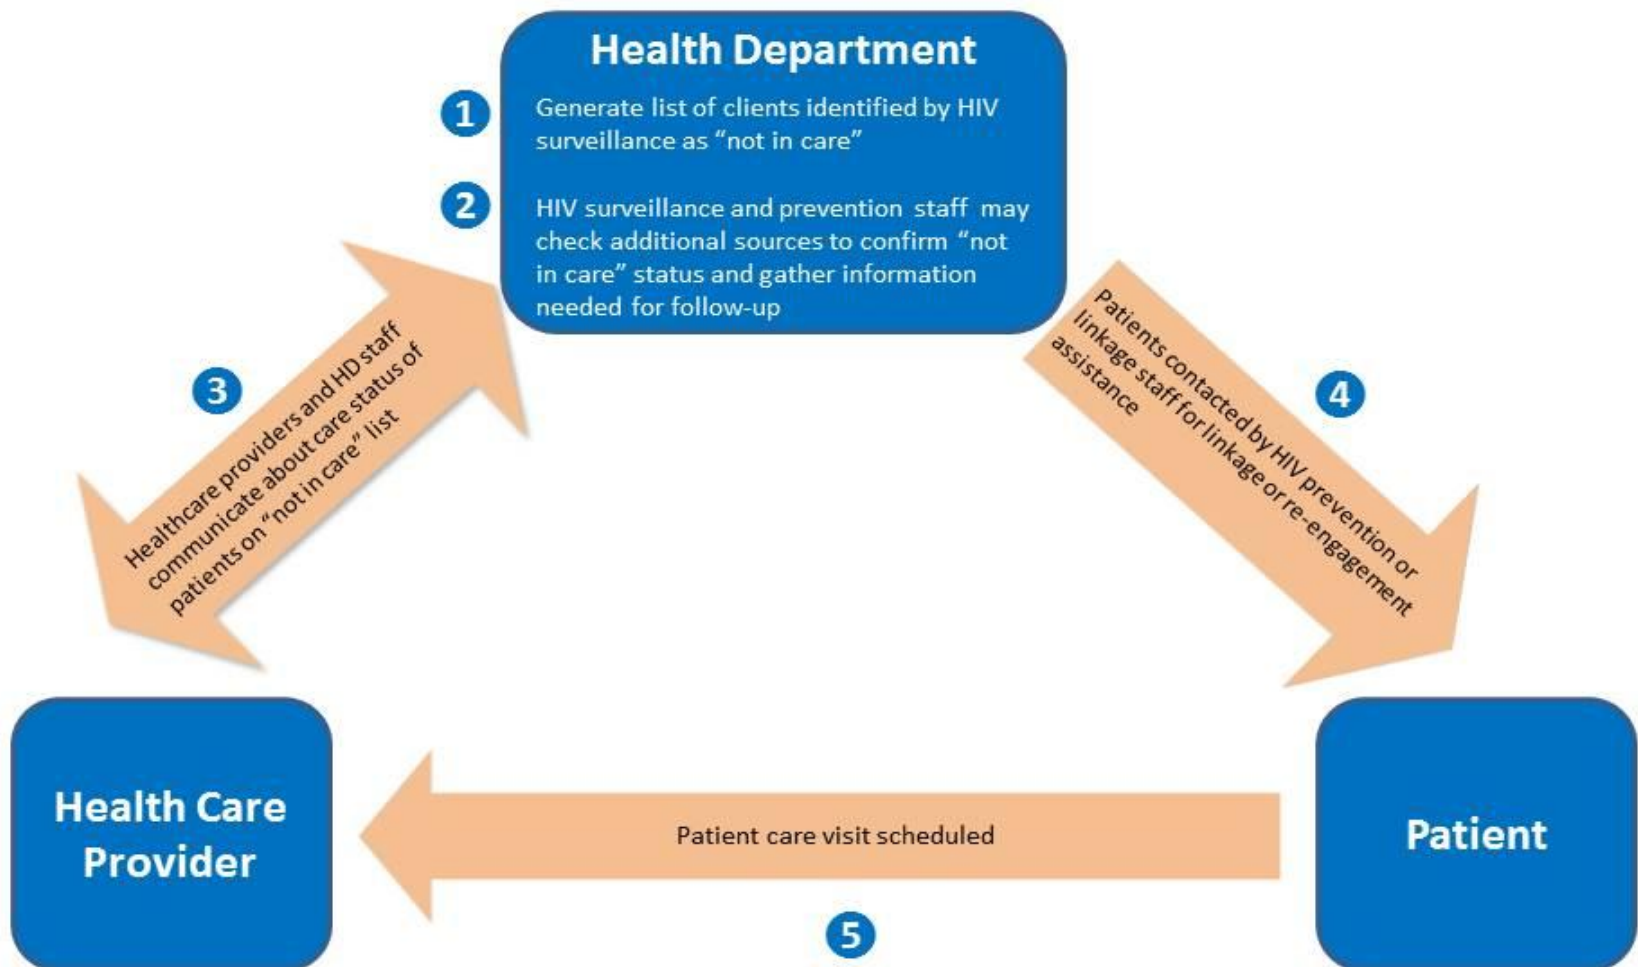 Health Department
1
Generate list of clients identified by HIV
surveillance as “not in care”
2
HIV surveillance and prevention staff may
check additional sources to confirm “not
in care” status and gather information
needed for follow-up
3
Healthcare providers and HD staff
communicate about care status of
patients on “not in care” list
4
Patients contacted by HIV prevention or
linkage staff for linkage or re-engagement
assistance
Health Care
Provider
Patient care visit scheduled
5
Patient